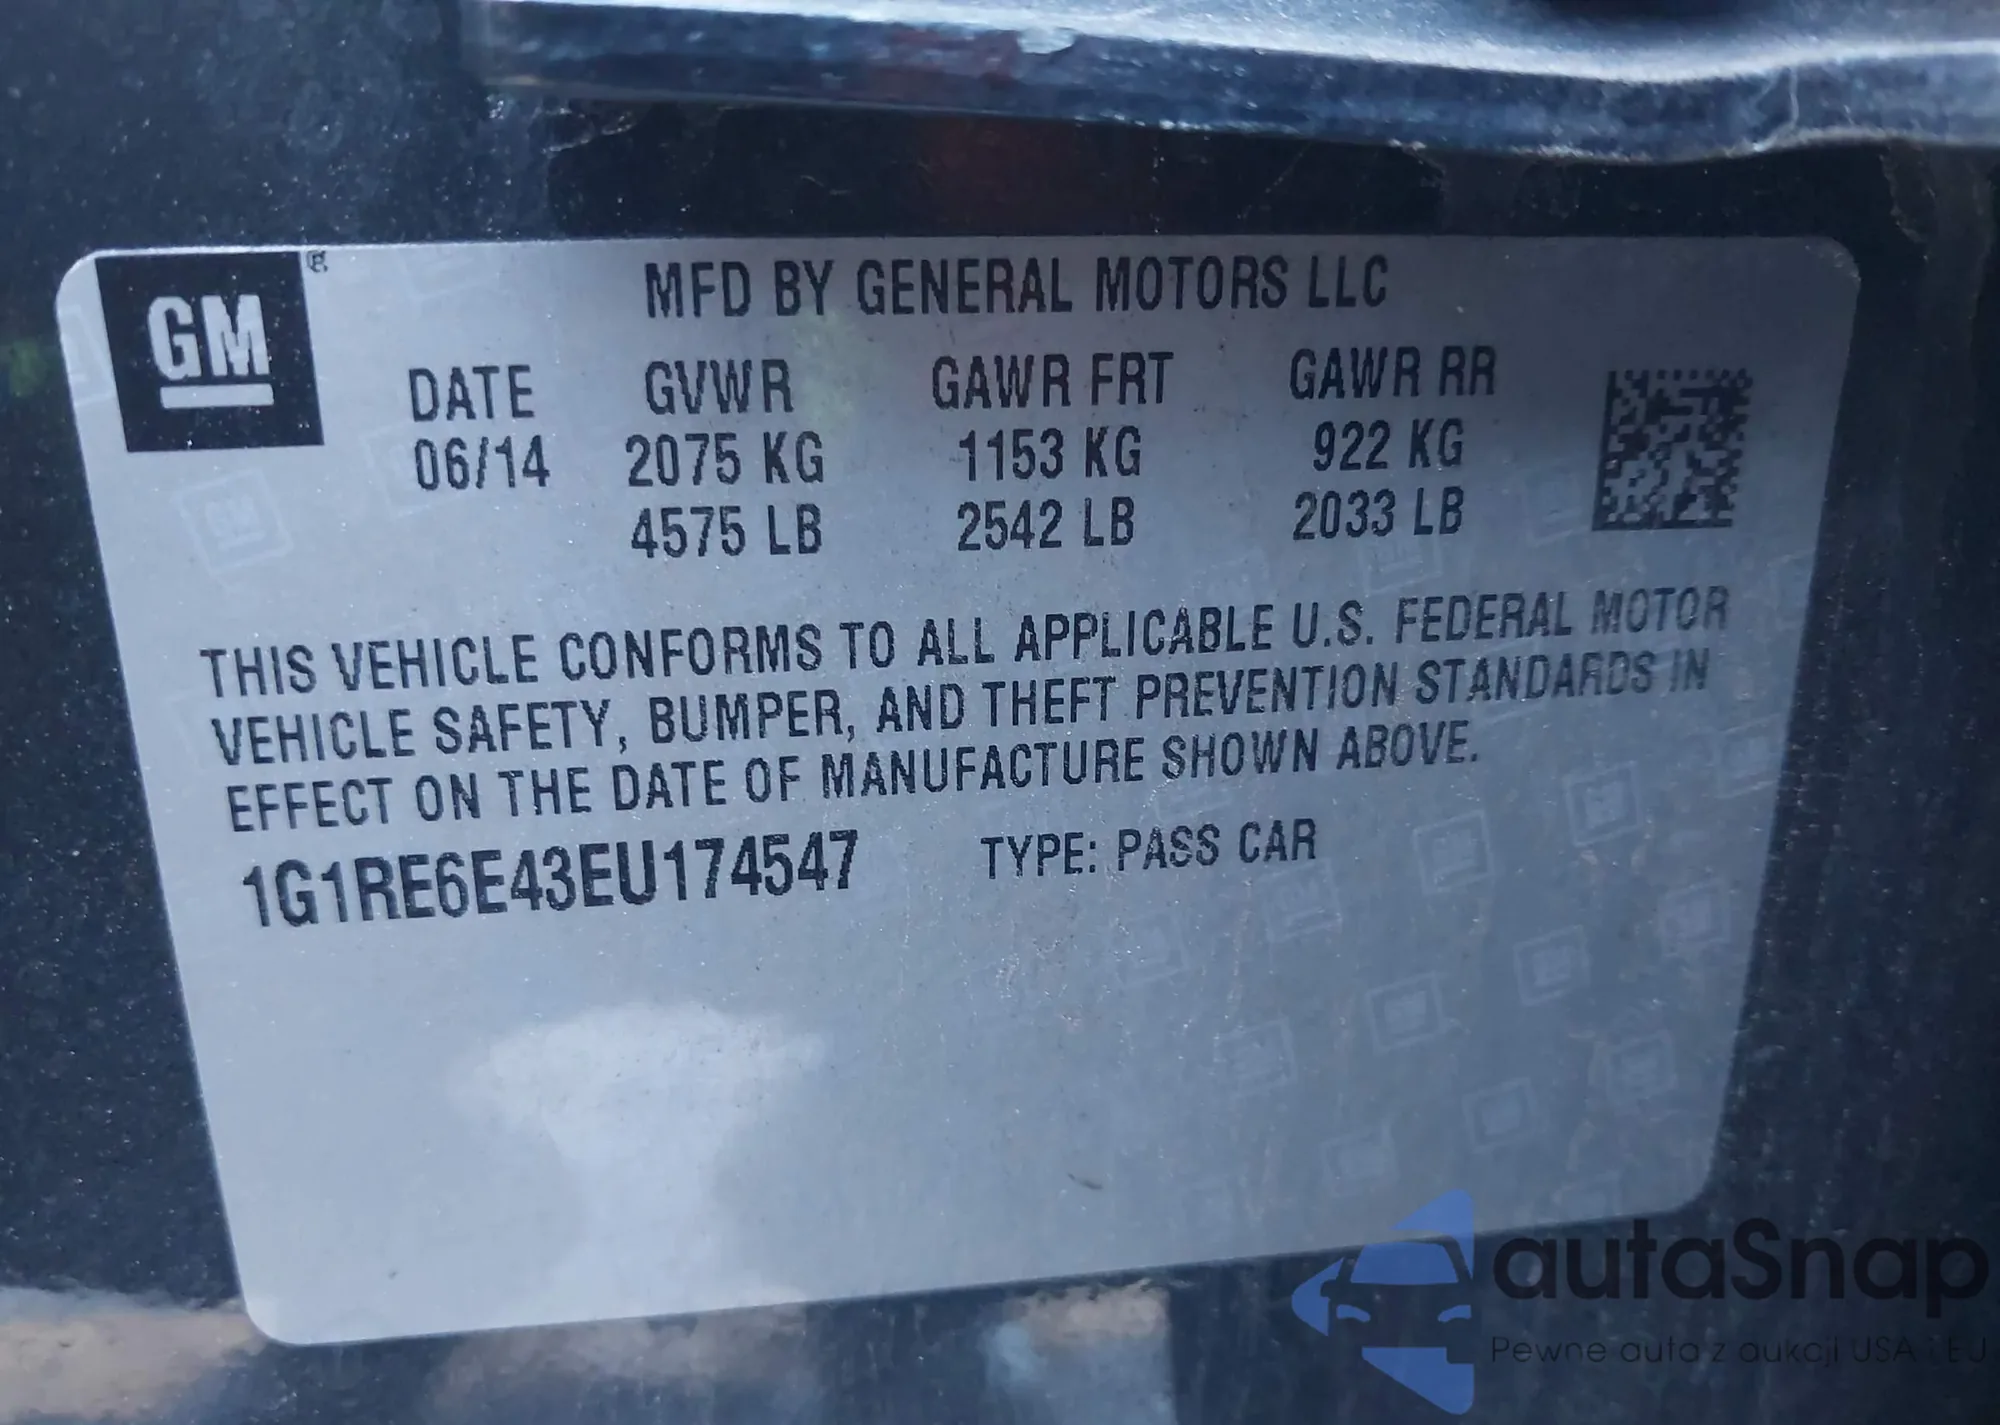 GM
®
MFD BY GENERAL MOTORS LLC
DATE GVWR GAWR FRT GAWR RR
06/14 2075 KG 1153 KG 922 KG
4575 LB 2542 LB 2033 LB
THIS VEHICLE CONFORMS TO ALL APPLICABLE U.S. FEDERAL MOTOR
VEHICLE SAFETY, BUMPER, AND THEFT PREVENTION STANDARDS IN
EFFECT ON THE DATE OF MANUFACTURE SHOWN ABOVE.
1G1RE6E43EU174547 TYPE: PASS CAR
autaSnap
Pewne auta z aukcji USA i EU